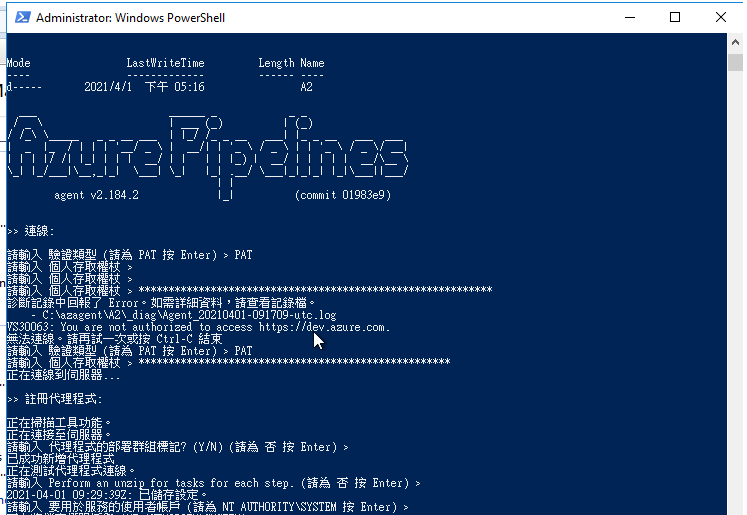 Administrator: Windows PowerShell
Mode LastWriteTime Length Name
---- ------------- ------ ----
d----- 2021/4/1 下午 05:16 A2
Azure Pipelines
agent v2.184.2 (commit 01983e9)
>> 連線:
請輸入 驗證類型 (請為 PAT 按 Enter) > PAT
請輸入 個人存取權杖 >
請輸入 個人存取權杖 >
請輸入 個人存取權杖 > ***********************************************************
診斷記錄中回報了 Error。如需詳細資料，請查看記錄檔。
- C:\azagent\A2\_diag\Agent_20210401-091709-utc.log
VS30063: You are not authorized to access https://dev.azure.com.
無法連線。請再試一次或按 Ctrl-C 結束
請輸入 驗證類型 (請為 PAT 按 Enter) > PAT
請輸入 個人存取權杖 > ****************************************************
正在連線到伺服器...
>> 註冊代理程式:
正在掃描工具功能。
正在連接至伺服器。
請輸入 代理程式的部署群組標記? (Y/N) (請為 否 按 Enter) >
已成功新增代理程式
正在測試代理程式連線。
請輸入 Perform an unzip for tasks for each step. (請為 否 按 Enter) >
2021-04-01 09:29:39Z: 已儲存設定。
請輸入 要用於服務的使用者帳戶 (請為 NT AUTHORITY\SYSTEM 按 Enter) >